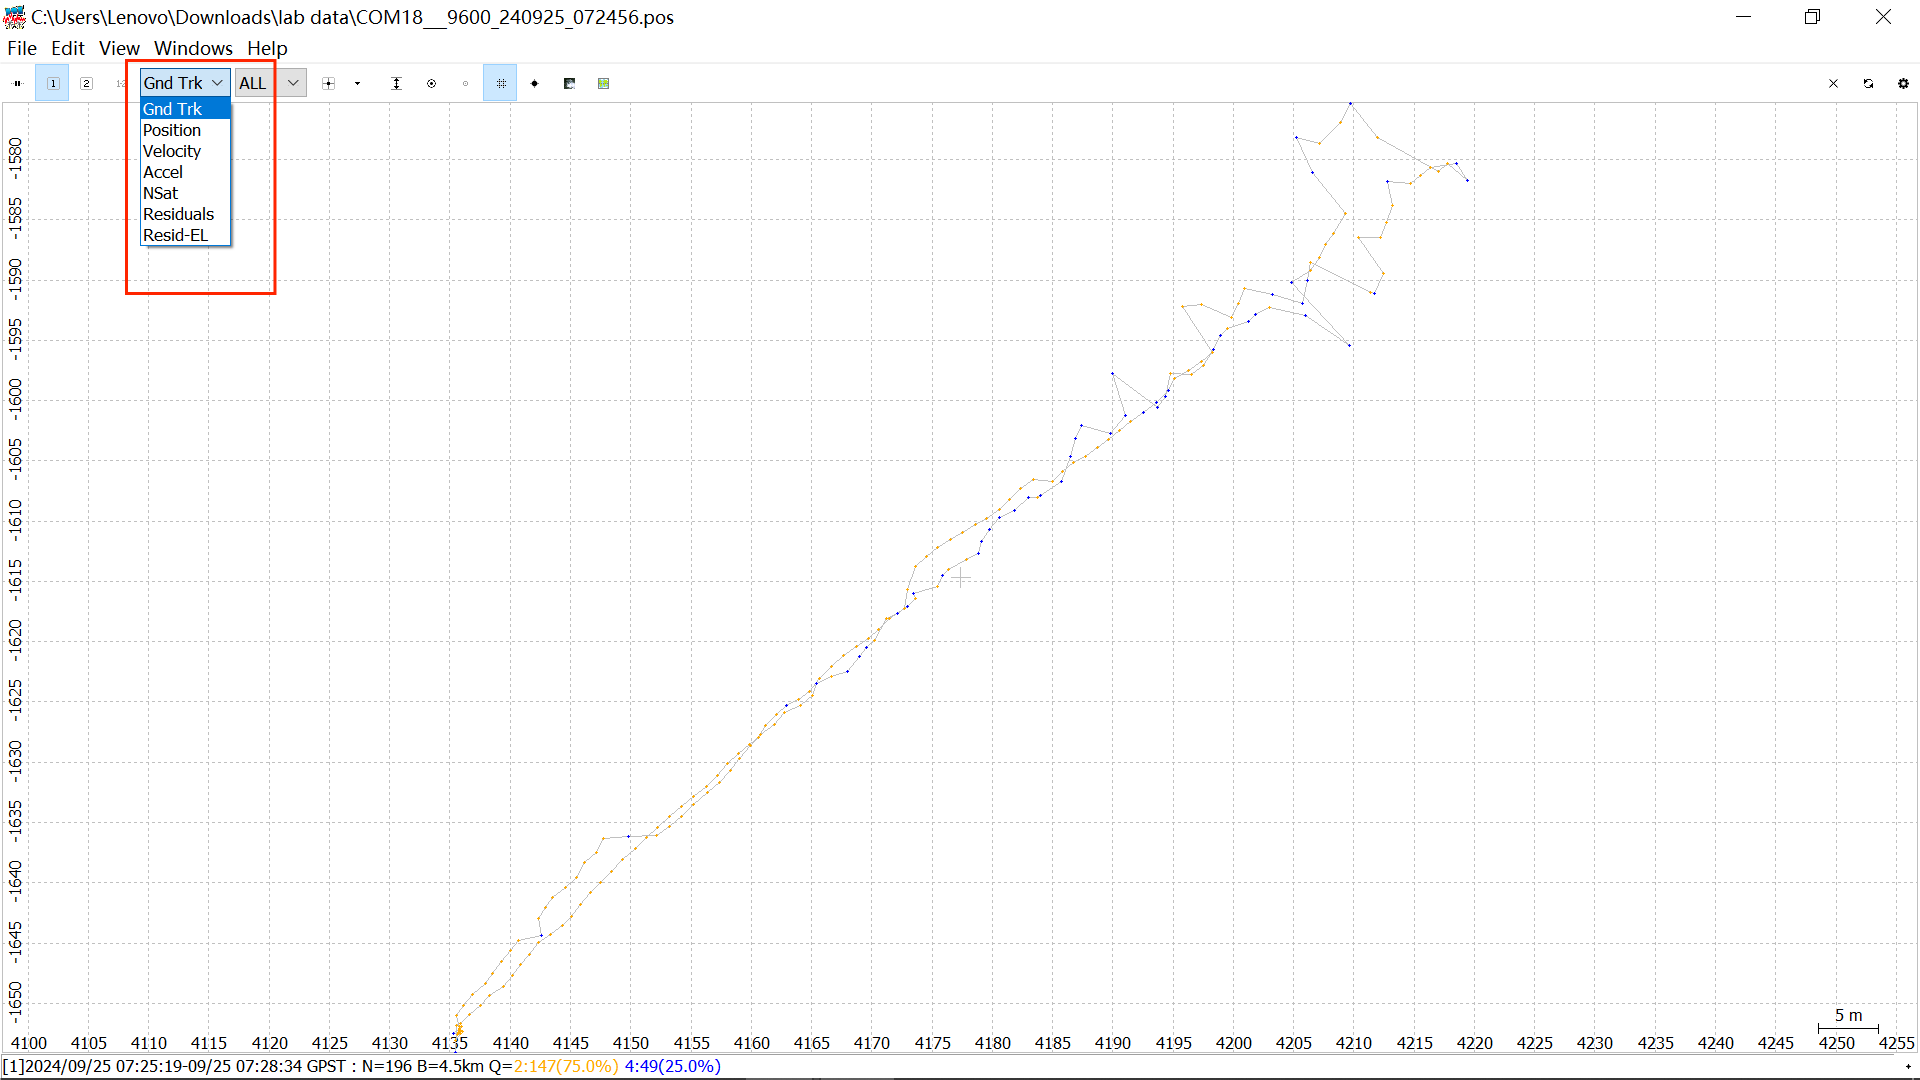 C:\Users\Lenovo\Downloads\lab data\COM18__9600_240925_072456.pos
File Edit View Windows Help
1 2 1-2 Gnd Trk ALL
Gnd Trk
Position
Velocity
Accel
NSat
Residuals
Resid-EL
-1580
-1585
-1590
-1595
-1600
-1605
-1610
-1615
-1620
-1625
-1630
-1635
-1640
-1645
-1650
5 m
4100 4105 4110 4115 4120 4125 4130 4135 4140 4145 4150 4155 4160 4165 4170 4175 4180 4185 4190 4195 4200 4205 4210 4215 4220 4225 4230 4235 4240 4245 4250 4255
[1]2024/09/25 07:25:19-09/25 07:28:34 GPST : N=196 B=4.5km Q=2:147(75.0%) 4:49(25.0%)